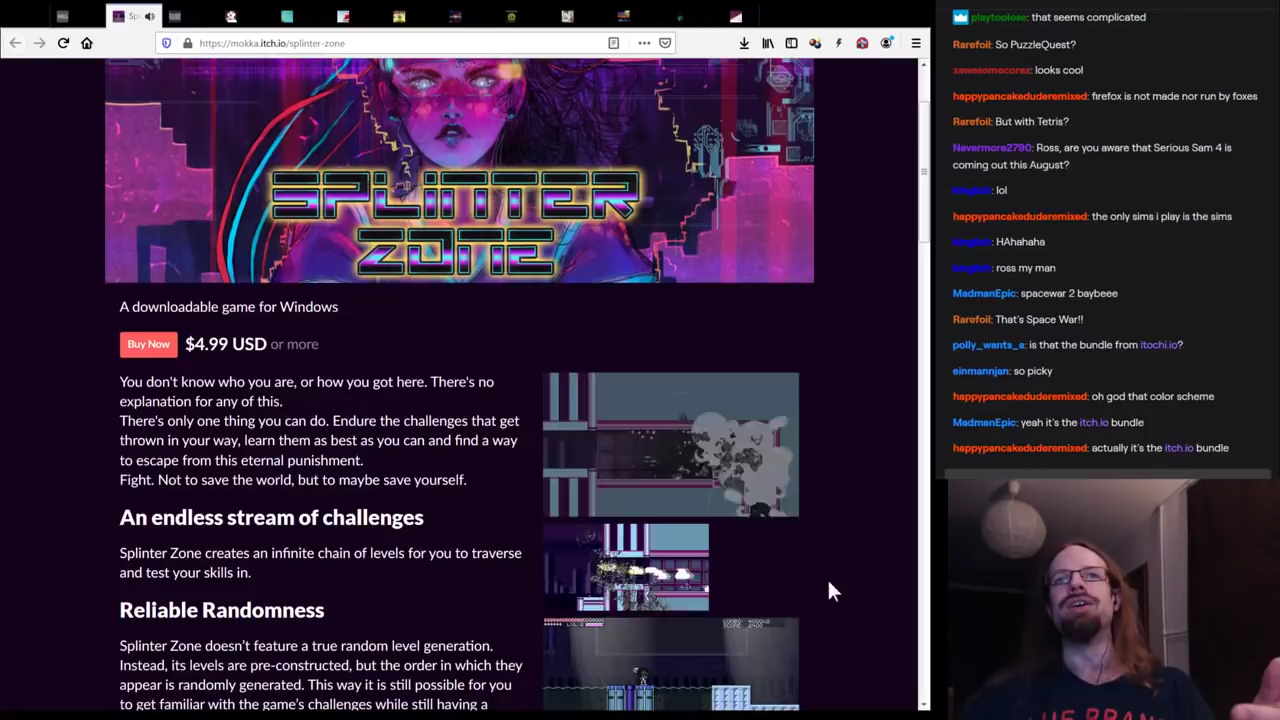 https://mokka.itch.io/splinter-zone
SPLINTER
ZONE
A downloadable game for Windows
Buy Now $4.99 USD or more
You don't know who you are, or how you got here. There's no
explanation for any of this.
There's only one thing you can do. Endure the challenges that get
thrown in your way, learn them as best as you can and find a way
to escape from this eternal punishment.
Fight. Not to save the world, but to maybe save yourself.
An endless stream of challenges
Splinter Zone creates an infinite chain of levels for you to traverse
and test your skills in.
Reliable Randomness
Splinter Zone doesn't feature a true random level generation.
Instead, its levels are pre-constructed, but the order in which they
appear is randomly generated. This way it is still possible for you
to get familiar with the game's challenges while still having a
playtoolose: that seems complicated
Rarefoil: So PuzzleQuest?
looks cool
happypancakeduderemixed: firefox is not made nor run by foxes
Rarefoil: But with Tetris?
Nevermore2790: Ross, are you aware that Serious Sam 4 is
coming out this August?
: lol
happypancakeduderemixed: the only sims i play is the sims
: HAhahaha
: ross my man
MadmanEpic: spacewar 2 baybeee
Rarefoil: That's Space War!!
polly_wants_a: is that the bundle from itochi.io?
einmannjan: so picky
happypancakeduderemixed: oh god that color scheme
MadmanEpic: yeah it's the itch.io bundle
happypancakeduderemixed: actually it's the itch.io bundle